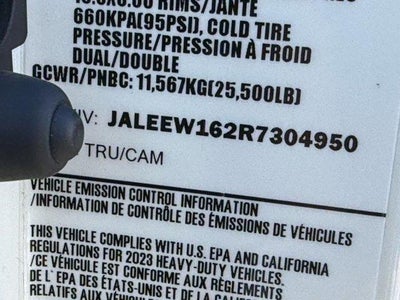 660KPA(95PSI), COLD TIRE
PRESSURE/PRESSION À FROID
DUAL/DOUBLE
GCWR/PNBC: 11,567KG(25,500LB)
IV: JALEEW162R7304950
TRU/CAM
VEHICLE EMISSION CONTROL INFORMATION
/INFORMATION DE CONTRÔLE DES ÉMISSIONS DE VÉHICULES
THIS VEHICLE COMPLIES WITH U.S. EPA AND CALIFORNIA
REGULATIONS FOR 2023 HEAVY-DUTY VEHICLES.
/CE VÉHICULE EST CONFORME AUX RÈGLEMENTS
DE L' EPA DES ÉTATS-UNIS ET DE LA CALIFORNIE
RELATIFS AUX